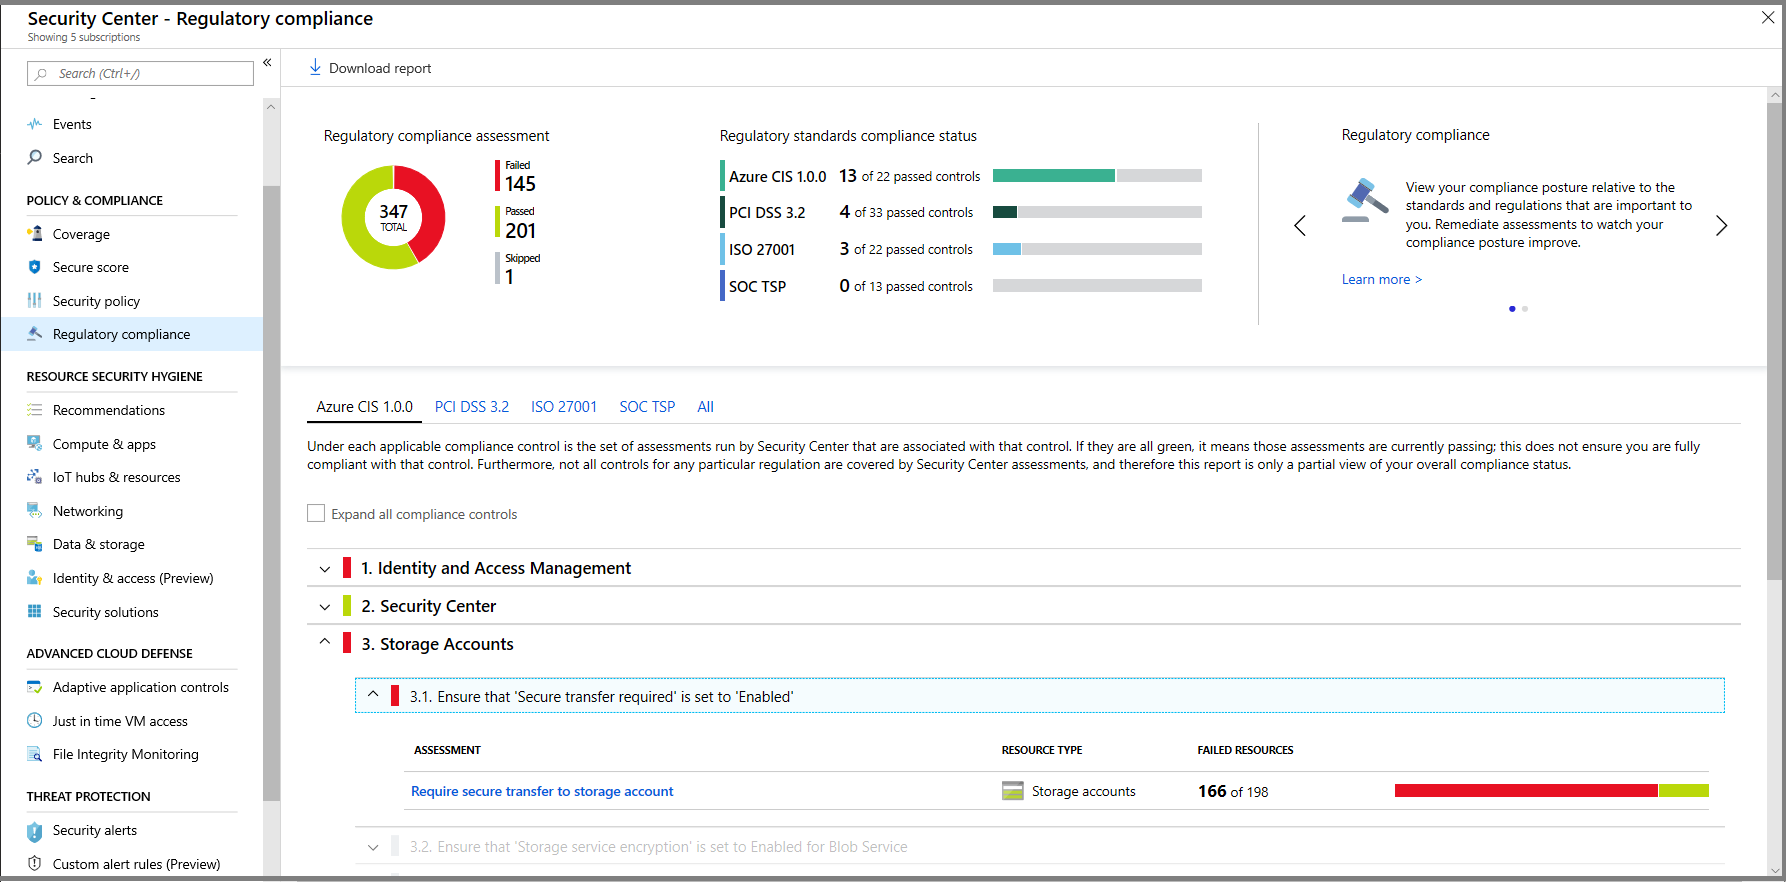 Security Center - Regulatory compliance
Showing 5 subscriptions
Search (Ctrl+/)
«
Events
Search
POLICY & COMPLIANCE
Coverage
Secure score
Security policy
Regulatory compliance
RESOURCE SECURITY HYGIENE
Recommendations
Compute & apps
IoT hubs & resources
Networking
Data & storage
Identity & access (Preview)
Security solutions
ADVANCED CLOUD DEFENSE
Adaptive application controls
Just in time VM access
File Integrity Monitoring
THREAT PROTECTION
Security alerts
Custom alert rules (Preview)
Download report
Regulatory compliance assessment
347
TOTAL
Failed
145
Passed
201
Skipped
1
Regulatory standards compliance status
Azure CIS 1.0.0 13 of 22 passed controls
PCI DSS 3.2 4 of 33 passed controls
ISO 27001 3 of 22 passed controls
SOC TSP 0 of 13 passed controls
Regulatory compliance
View your compliance posture relative to the
standards and regulations that are important to
you. Remediate assessments to watch your
compliance posture improve.
Learn more >
Azure CIS 1.0.0 PCI DSS 3.2 ISO 27001 SOC TSP All
Under each applicable compliance control is the set of assessments run by Security Center that are associated with that control. If they are all green, it means those assessments are currently passing; this does not ensure you are fully
compliant with that control. Furthermore, not all controls for any particular regulation are covered by Security Center assessments, and therefore this report is only a partial view of your overall compliance status.
Expand all compliance controls
1. Identity and Access Management
2. Security Center
3. Storage Accounts
3.1. Ensure that 'Secure transfer required' is set to 'Enabled'
ASSESSMENT RESOURCE TYPE FAILED RESOURCES
Require secure transfer to storage account Storage accounts 166 of 198
3.2. Ensure that 'Storage service encryption' is set to Enabled for Blob Service